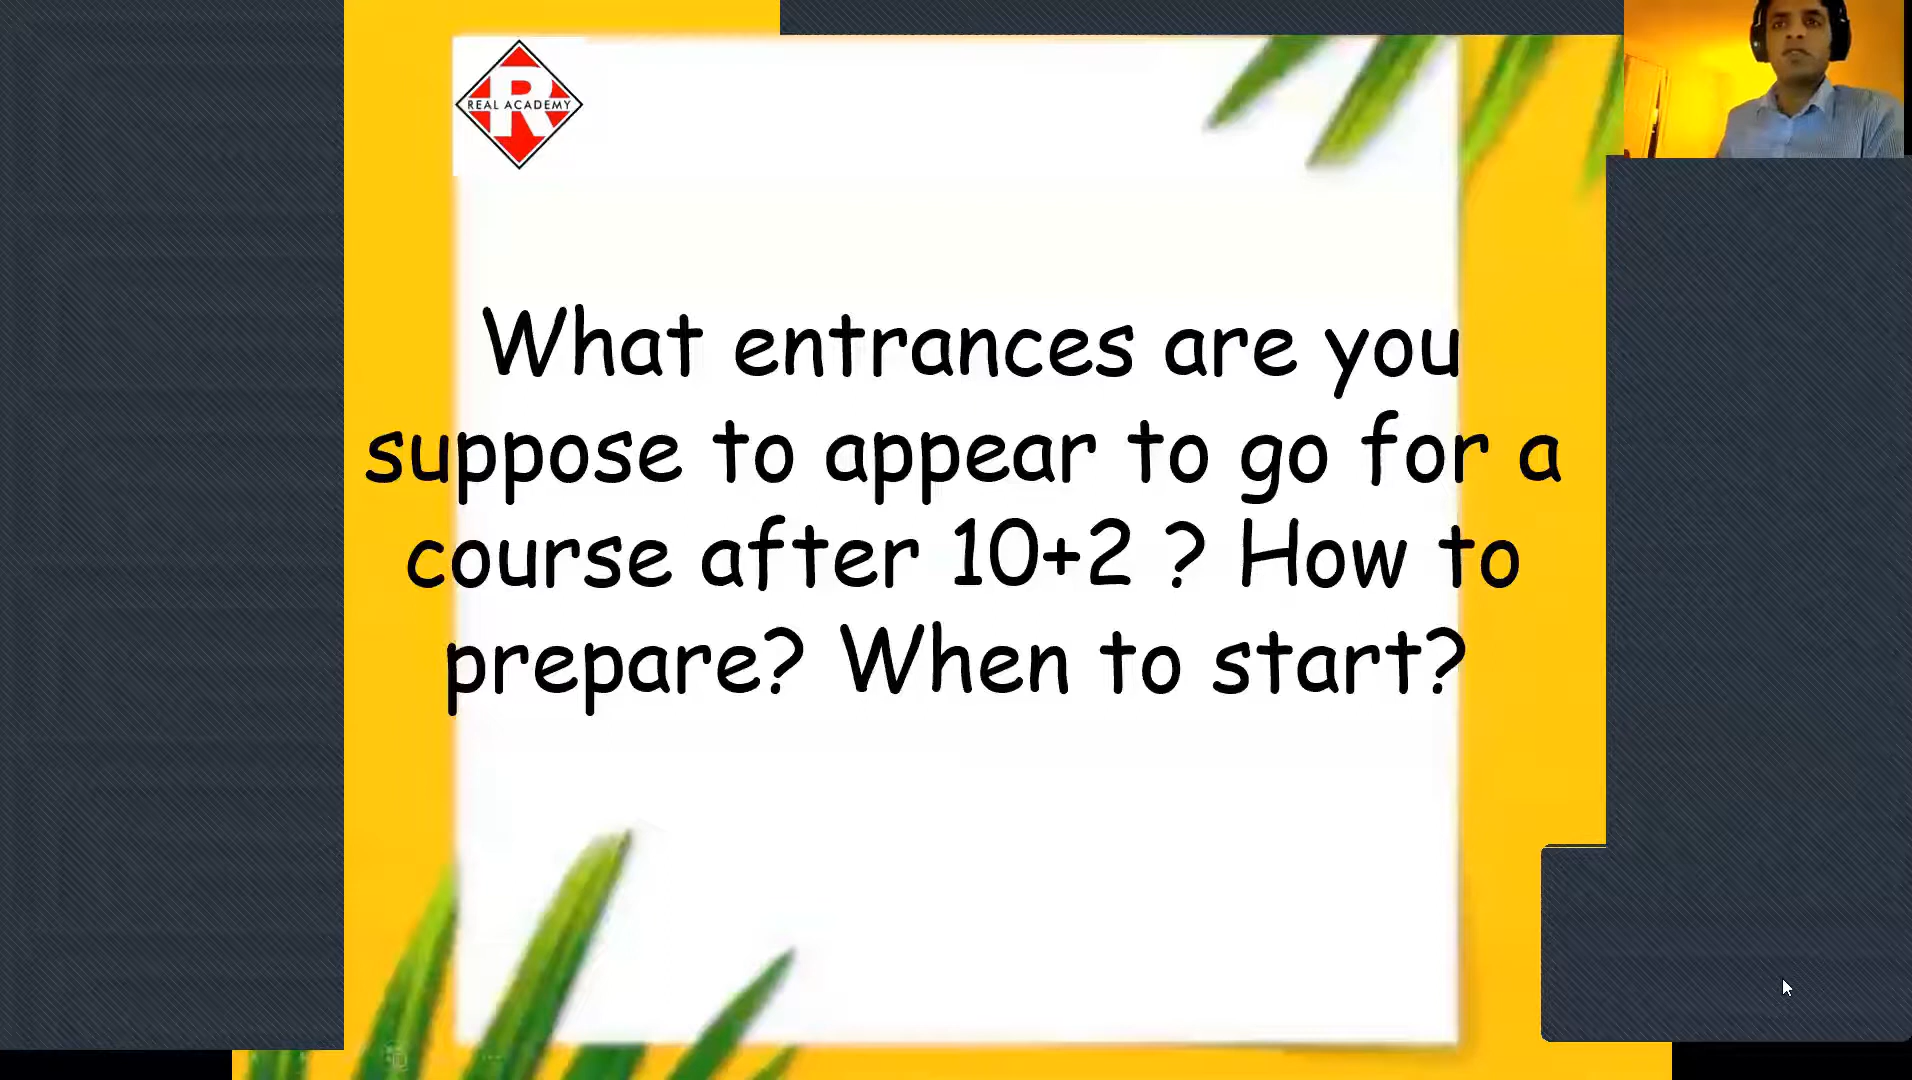 REAL ACADEMY
What entrances are you
suppose to appear to go for a
course after 10+2 ? How to
prepare? When to start?